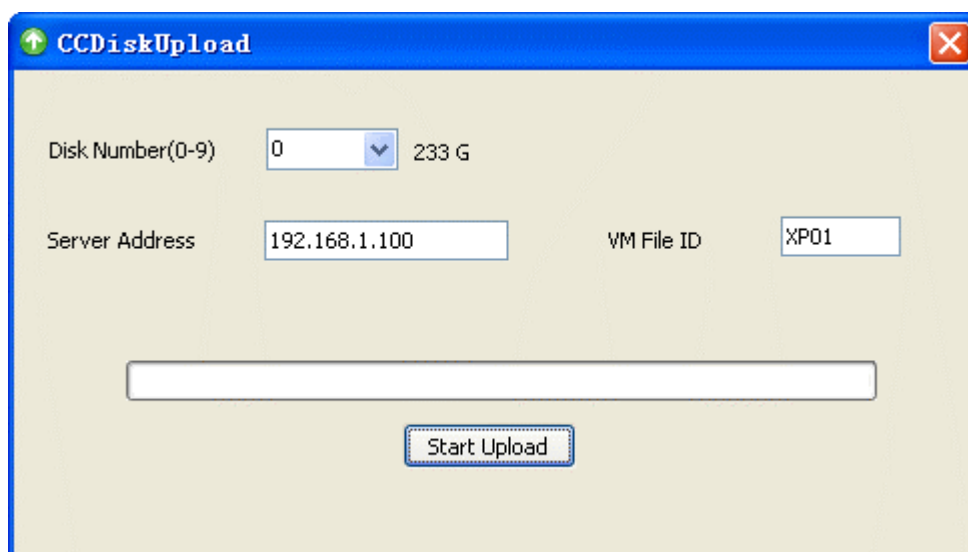 CCDiskUpload
Disk Number(0-9) 0 233 G
Server Address 192.168.1.100 VM File ID XP01
Start Upload